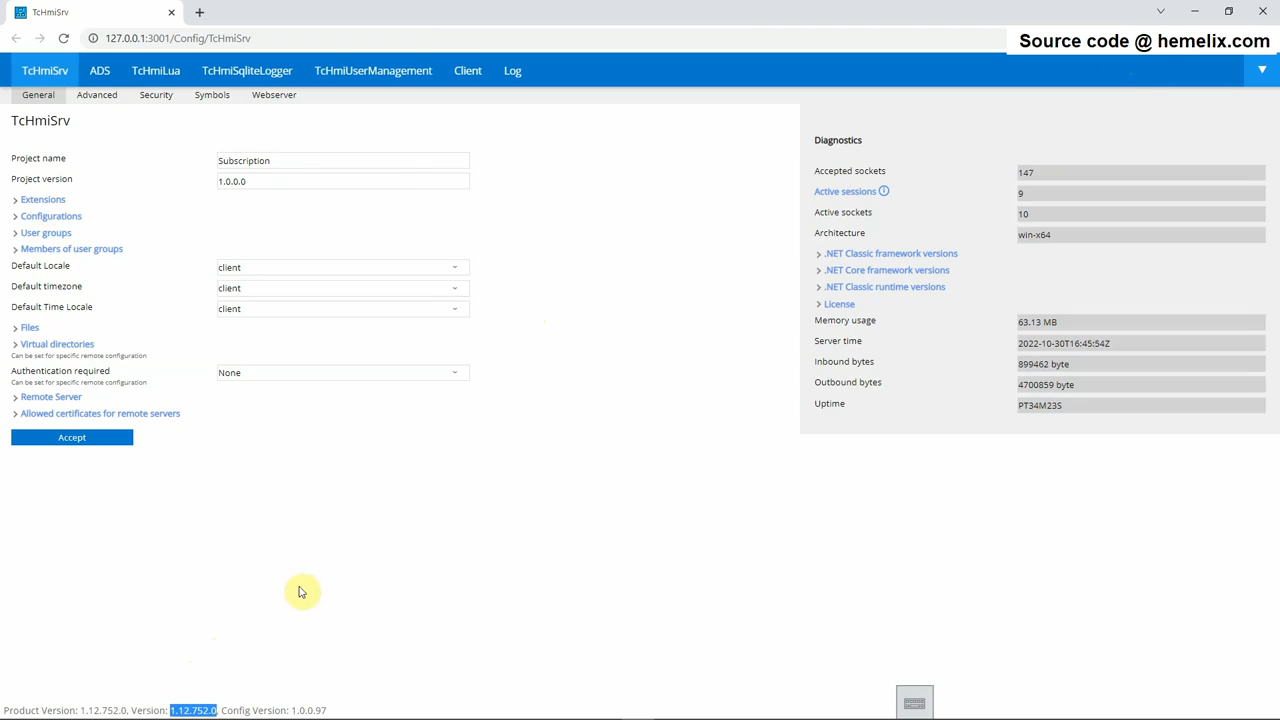 TcHmiSrv
127.0.0.1:3001/Config/TcHmiSrv
Source code @ hemelix.com
TcHmiSrv ADS TcHmiLua TcHmiSqliteLogger TcHmiUserManagement Client Log
General Advanced Security Symbols Webserver
TcHmiSrv
Project name Subscription
Project version 1.0.0.0
Extensions
Configurations
User groups
Members of user groups
Default Locale client
Default timezone client
Default Time Locale client
Files
Virtual directories
Can be set for specific remote configuration
Authentication required None
Can be set for specific remote configuration
Remote Server
Allowed certificates for remote servers
Accept
Diagnostics
Accepted sockets 147
Active sessions 9
Active sockets 10
Architecture win-x64
.NET Classic framework versions
.NET Core framework versions
.NET Classic runtime versions
License
Memory usage 63.13 MB
Server time 2022-10-30T16:45:54Z
Inbound bytes 899462 byte
Outbound bytes 4700859 byte
Uptime PT34M23S
Product Version: 1.12.752.0, Version: 1.12.752.0, Config Version: 1.0.0.97